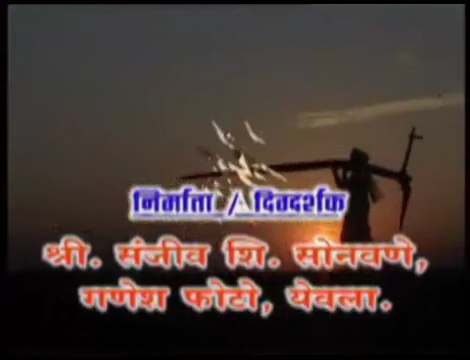 निर्माता / दिग्दर्शक
श्री. संजीव शि. सोनवणे,
गणेश फोटो, येवला.